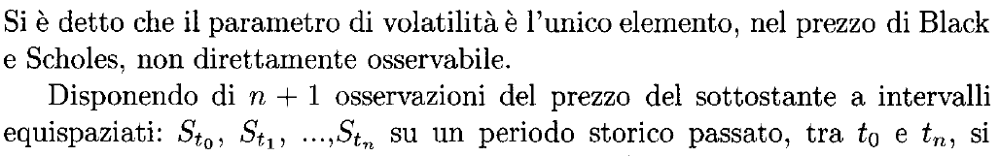 Si è detto che il parametro di volatilità è l'unico elemento, nel prezzo di Black
e Scholes, non direttamente osservabile.
Disponendo di n + 1 osservazioni del prezzo del sottostante a intervalli
equispaziati: S_{t_0}, S_{t_1}, ...,S_{t_n} su un periodo storico passato, tra t_0 e t_n, si